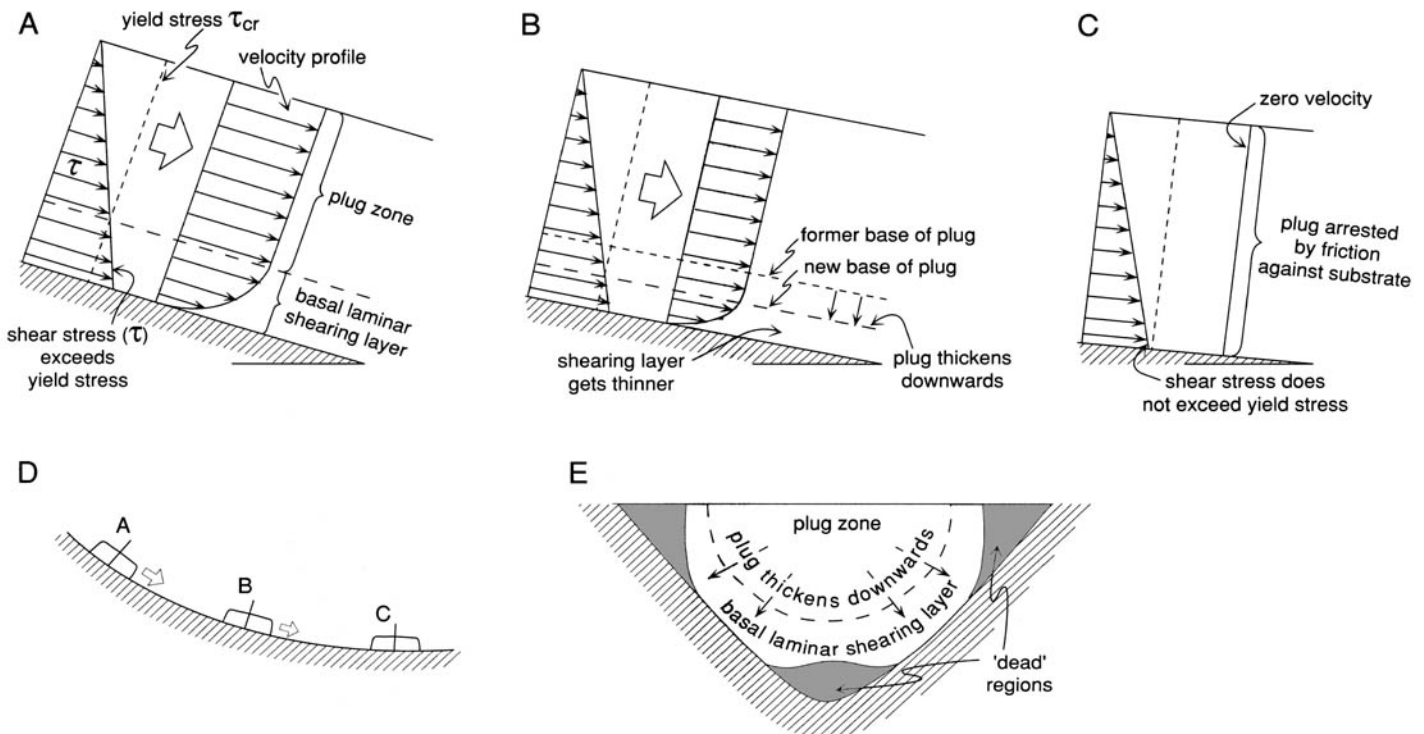 A
yield stress τcr
velocity profile
τ
plug zone
basal laminar
shearing layer
shear stress (τ)
exceeds
yield stress
B
former base of plug
new base of plug
shearing layer
gets thinner
plug thickens
downwards
C
zero velocity
plug arrested
by friction
against substrate
shear stress does
not exceed yield stress
D
A
B
C
E
plug zone
plug thickens downwards
basal laminar shearing layer
'dead'
regions